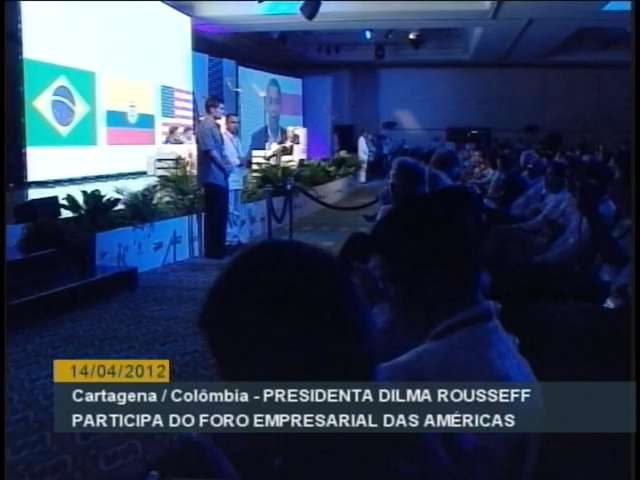 14/04/2012
Cartagena / Colômbia - PRESIDENTA DILMA ROUSSEFF
PARTICIPA DO FORO EMPRESARIAL DAS AMÉRICAS